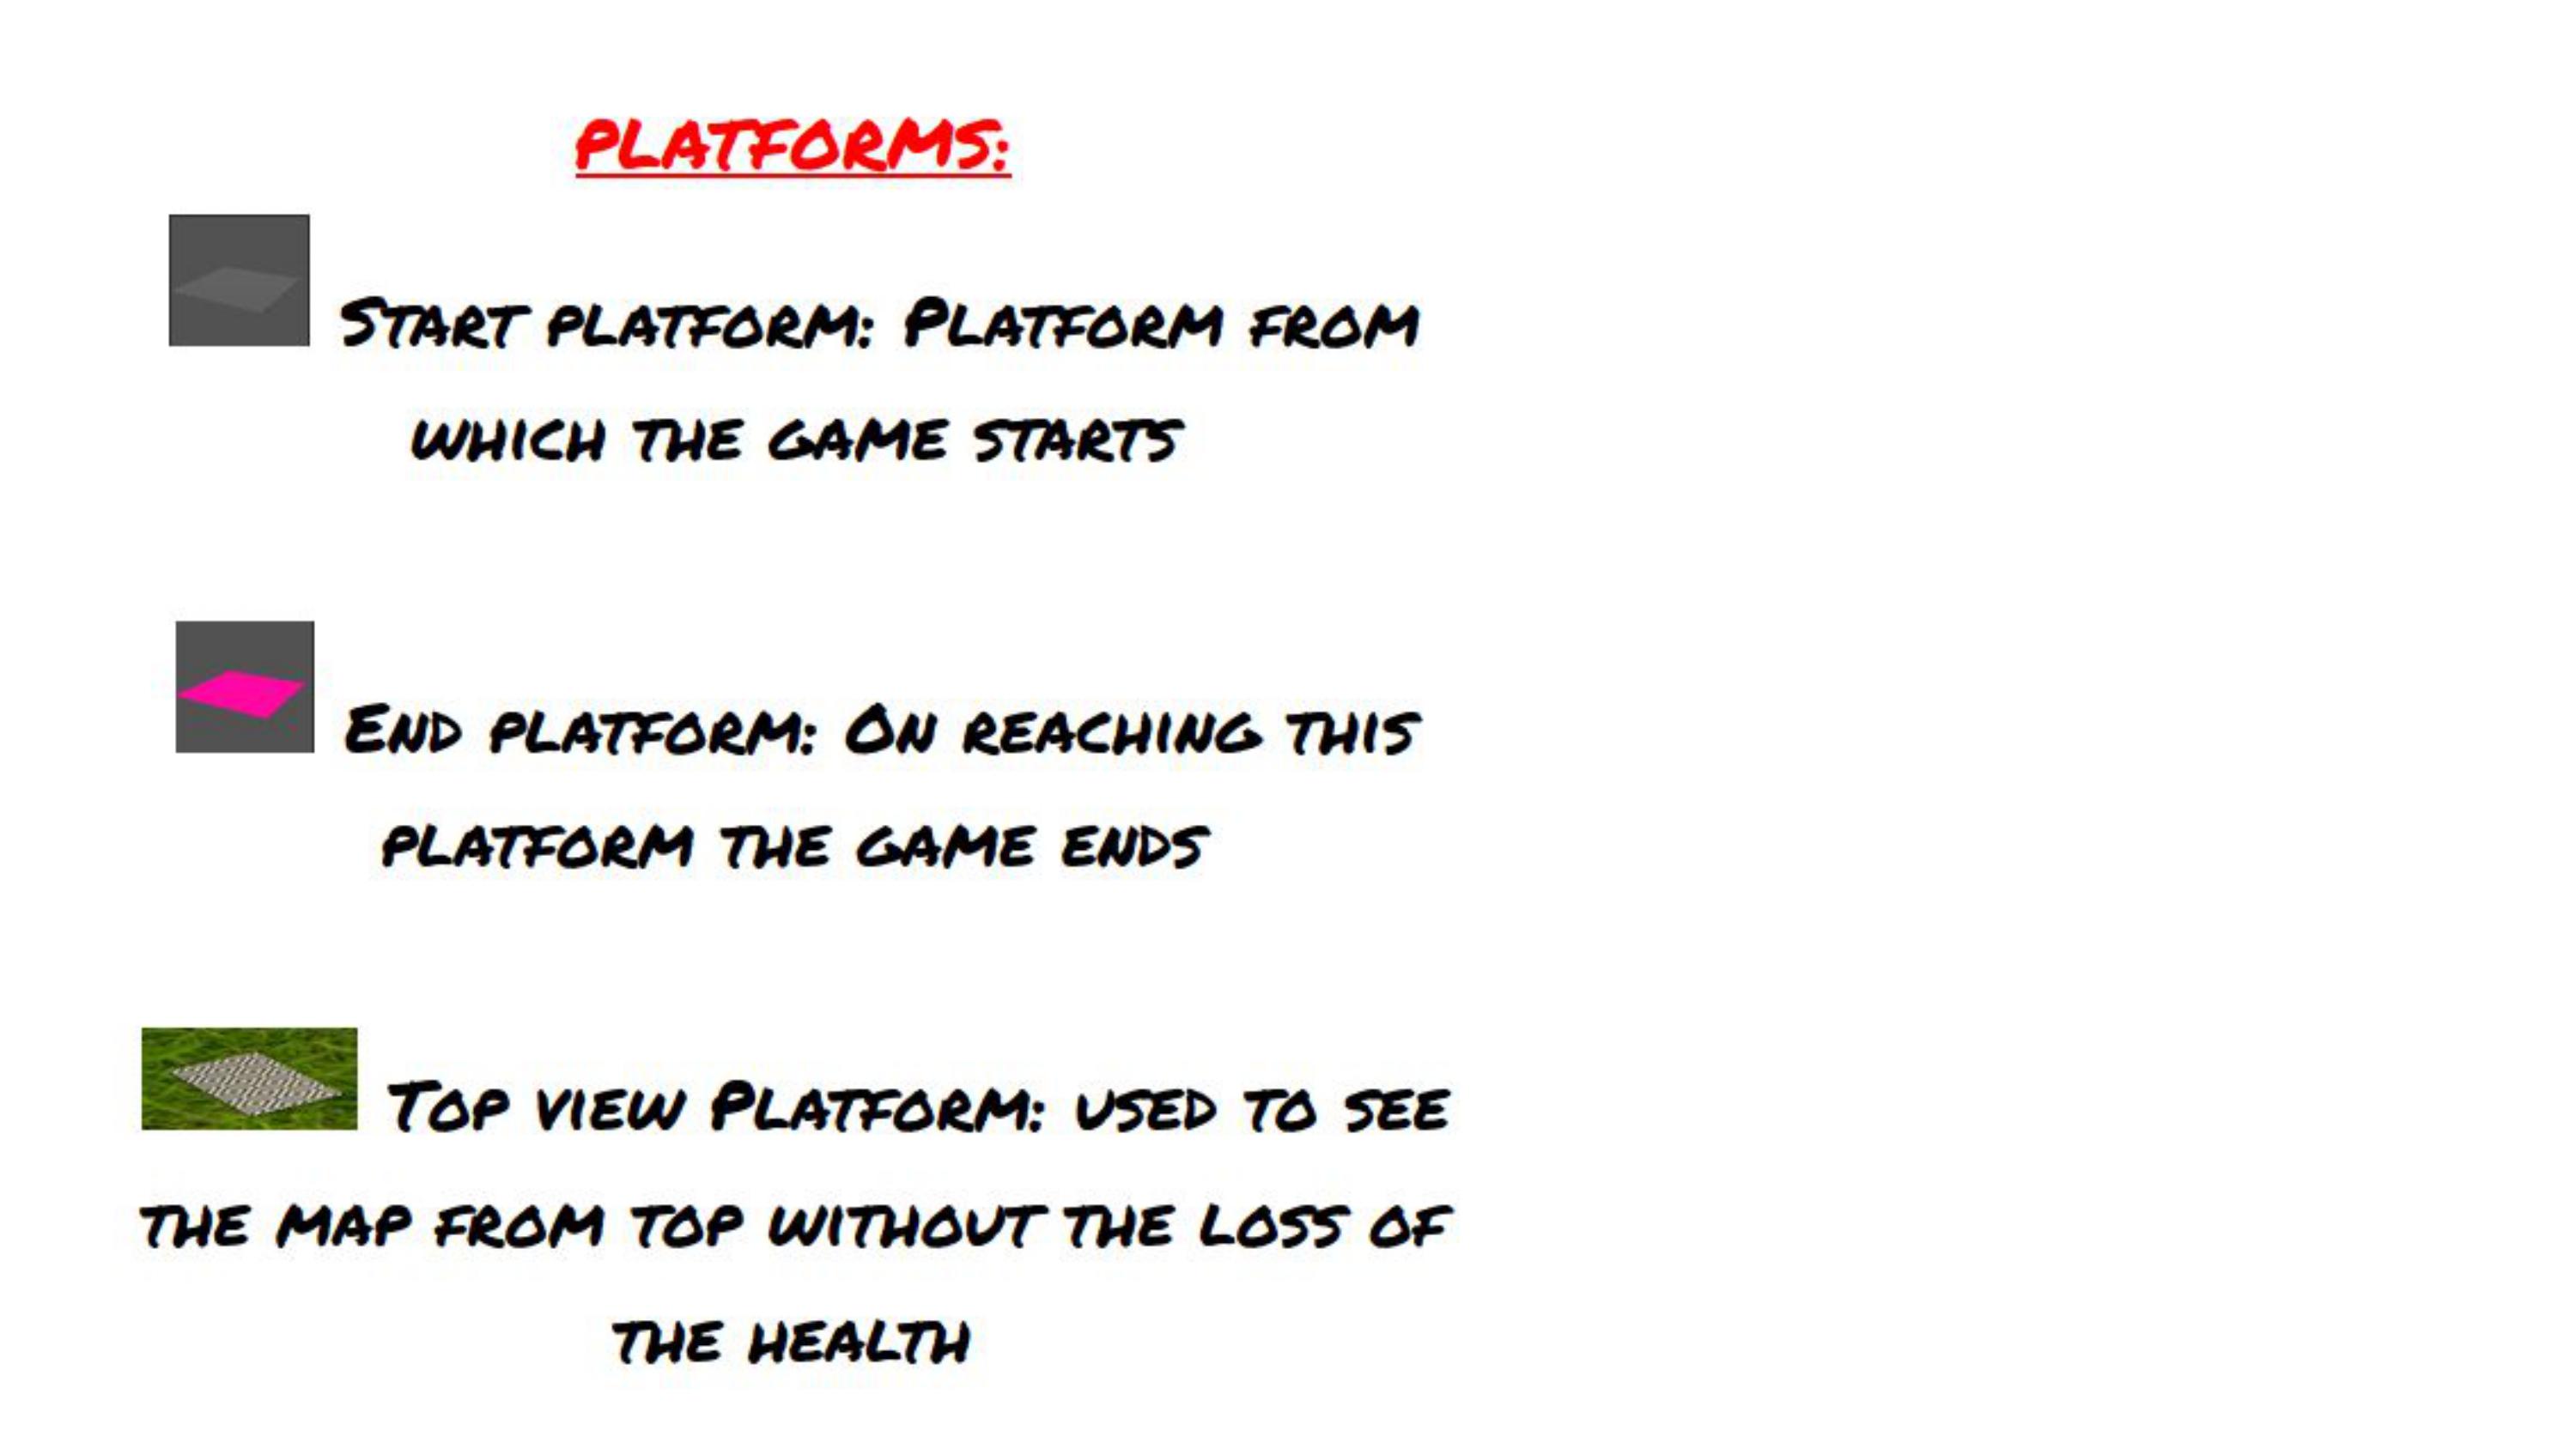 PLATFORMS:
Start platform: Platform from
which the game starts
End platform: On reaching this
platform the game ends
Top view Platform: used to see
the map from top without the loss of
the health